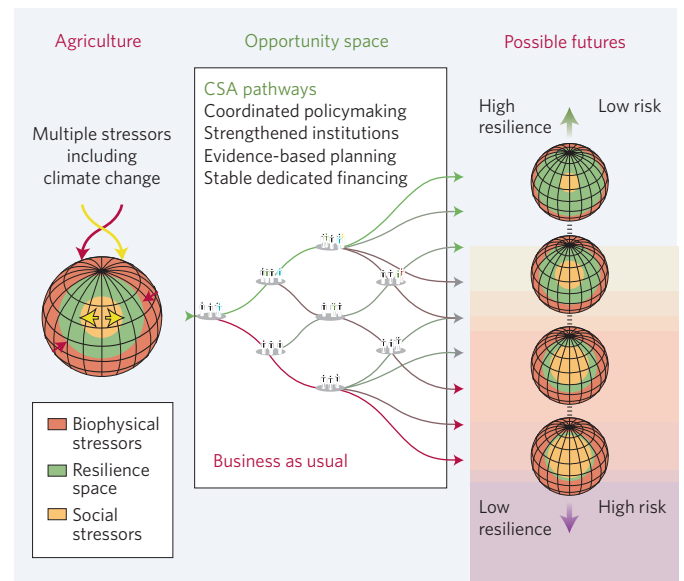 Agriculture
Opportunity space
Possible futures
CSA pathways
Coordinated policymaking
Strengthened institutions
Evidence-based planning
Stable dedicated financing
Multiple stressors
including
climate change
High
resilience
Low risk
Biophysical
stressors
Resilience
space
Social
stressors
Business as usual
Low
resilience
High risk